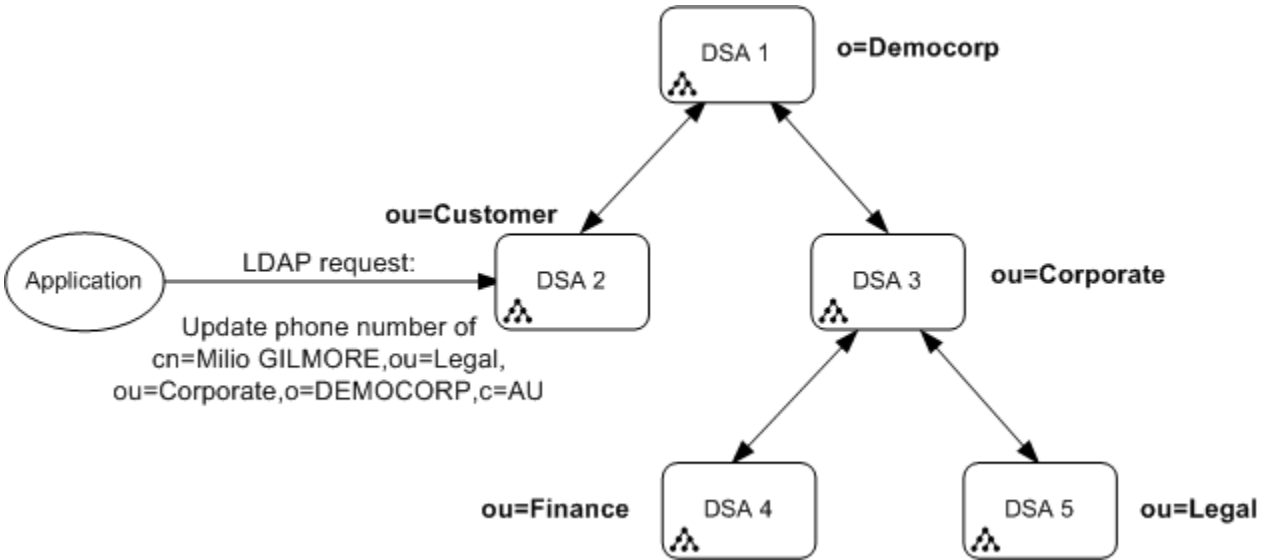 DSA 1
o=Democorp
ou=Customer
Application
LDAP request:
DSA 2
DSA 3
ou=Corporate
Update phone number of
cn=Milio GILMORE,ou=Legal,
ou=Corporate,o=DEMOCORP,c=AU
ou=Finance
DSA 4
DSA 5
ou=Legal